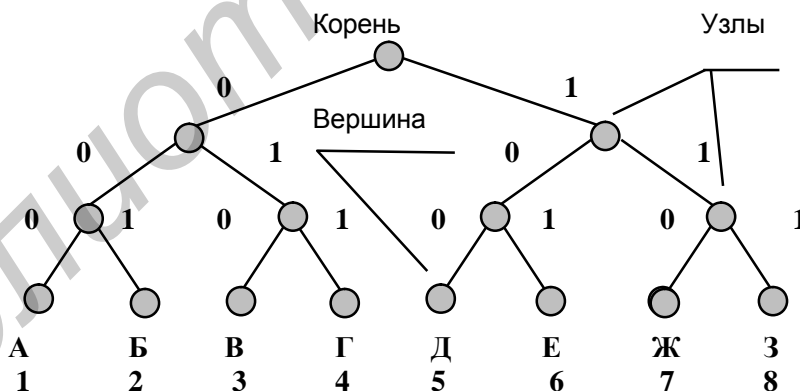 Корень Узлы
0 1
Вершина
0 1 0 1
0 1 0 1 0 1 0 1
А Б В Г Д Е Ж З
1 2 3 4 5 6 7 8